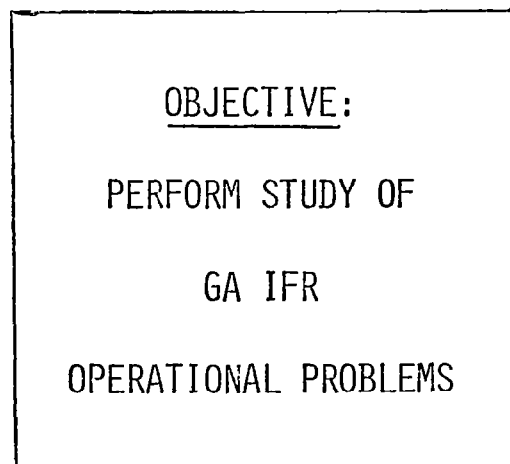 OBJECTIVE:
PERFORM STUDY OF
GA IFR
OPERATIONAL PROBLEMS